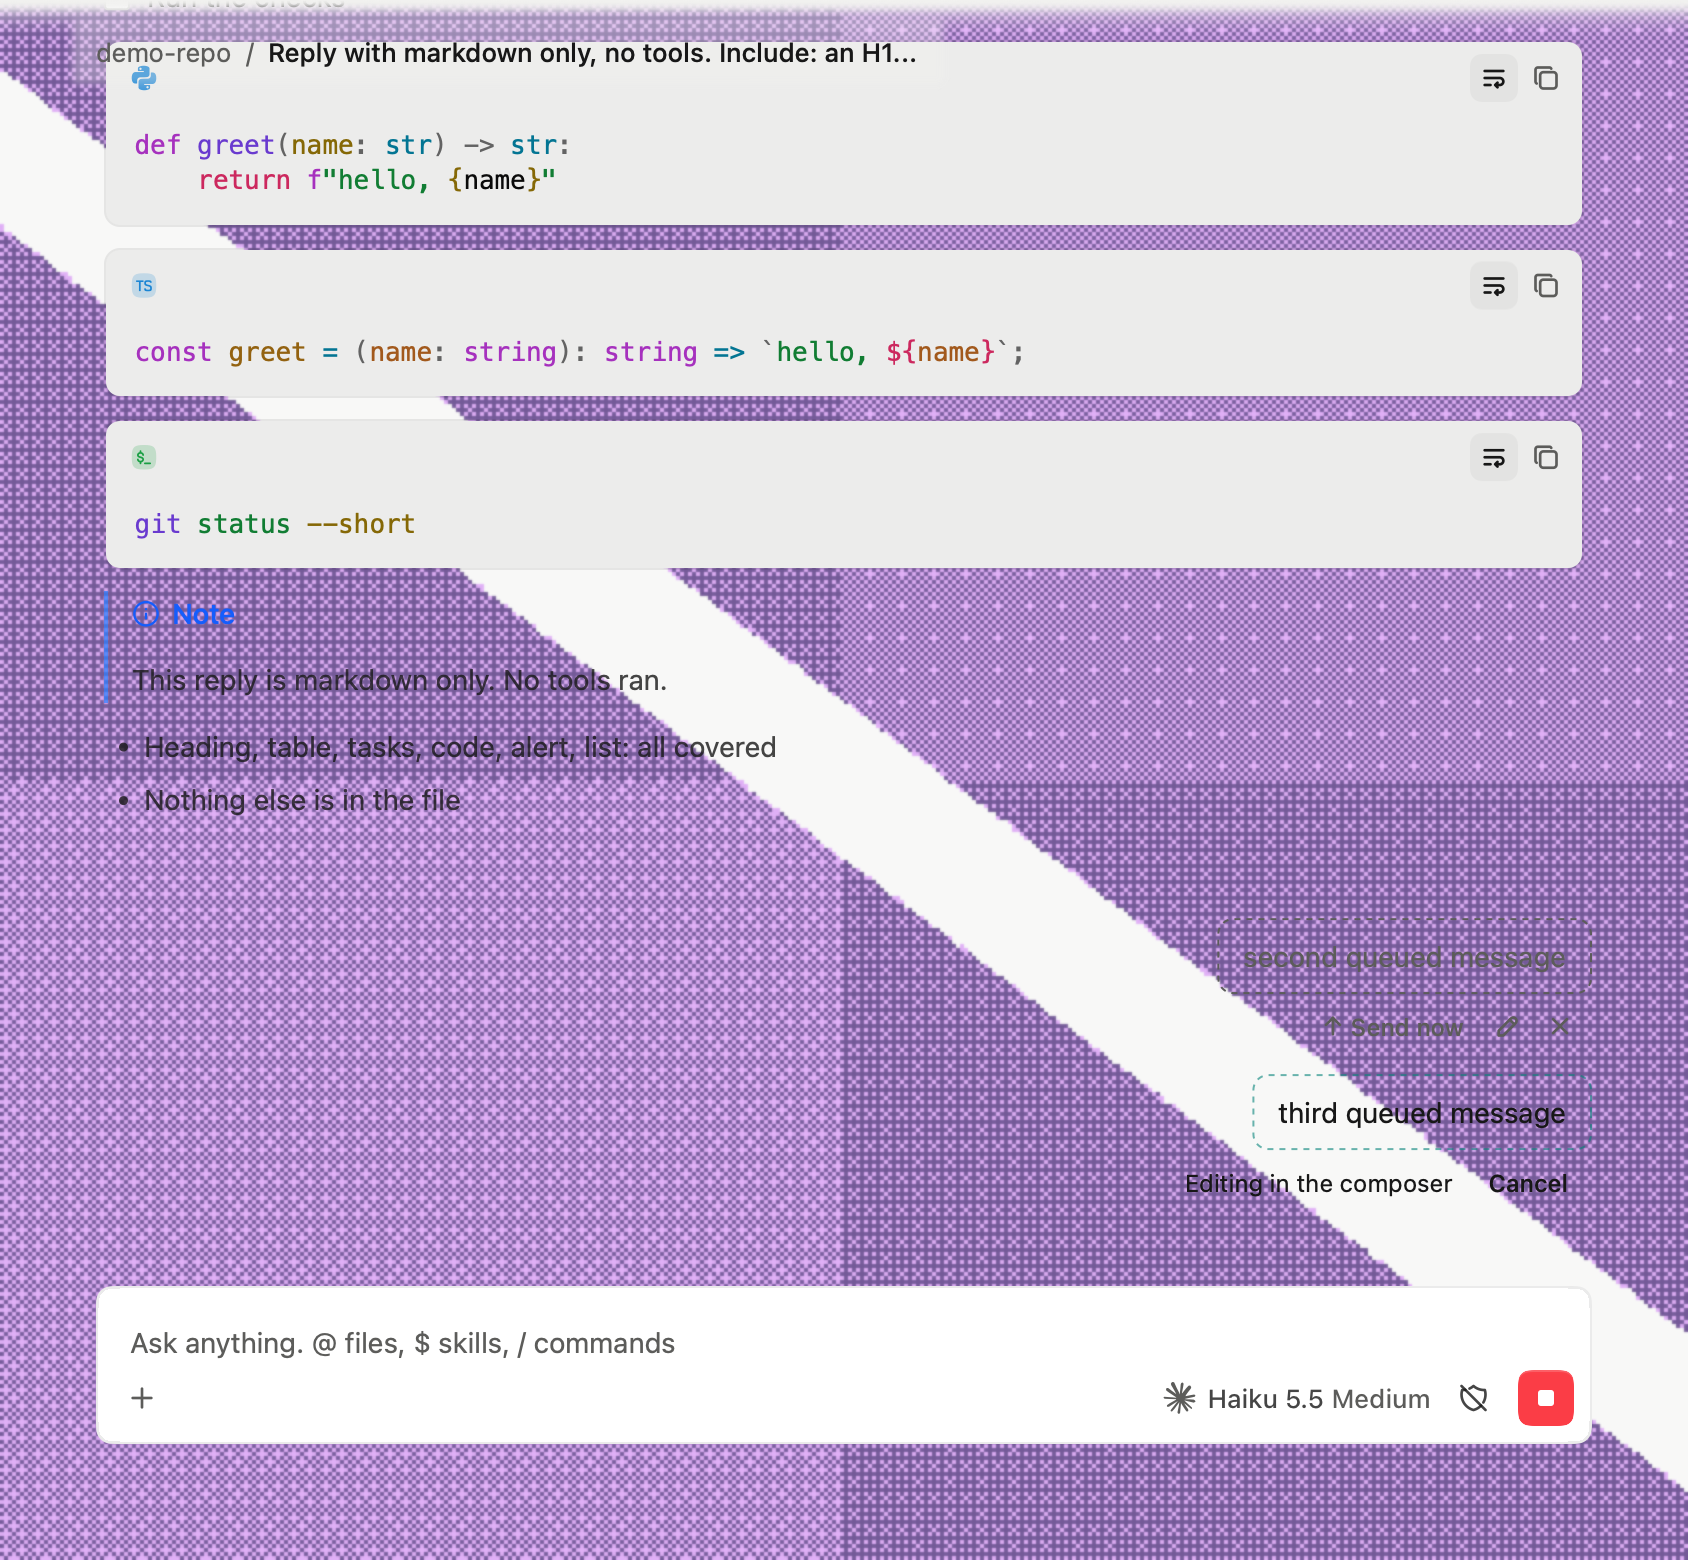 Run the checks
demo-repo / Reply with markdown only, no tools. Include: an H1...
def greet(name: str) -> str:
    return f"hello, {name}"
TS
const greet = (name: string): string => `hello, ${name}`;
$_
git status --short
Note
This reply is markdown only. No tools ran.
• Heading, table, tasks, code, alert, list: all covered
• Nothing else is in the file
second queued message
↑ Send now
third queued message
Editing in the composer Cancel
Ask anything. @ files, $ skills, / commands
Haiku 5.5 Medium